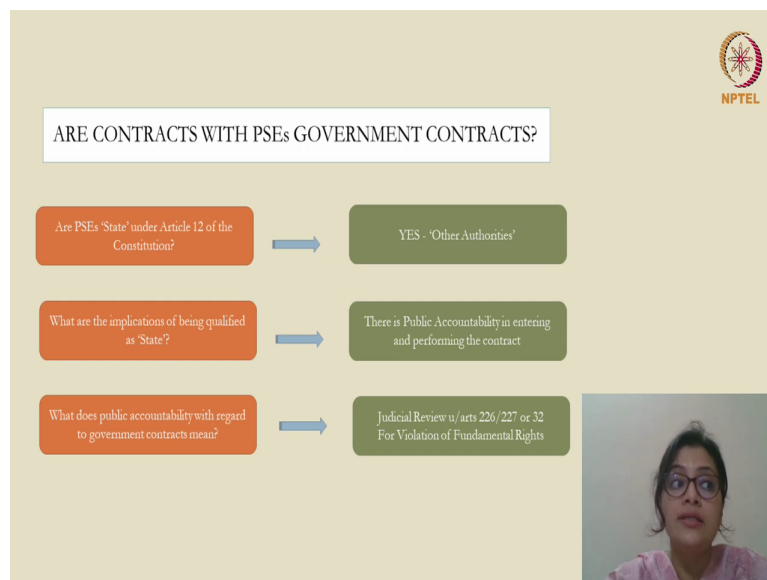 NPTEL
ARE CONTRACTS WITH PSEs GOVERNMENT CONTRACTS?
Are PSEs ‘State’ under Article 12 of the
Constitution?
YES - ‘Other Authorities’
What are the implications of being qualified
as ‘State’?
There is Public Accountability in entering
and performing the contract
What does public accountability with regard
to government contracts mean?
Judicial Review u/arts 226/227 or 32
For Violation of Fundamental Rights